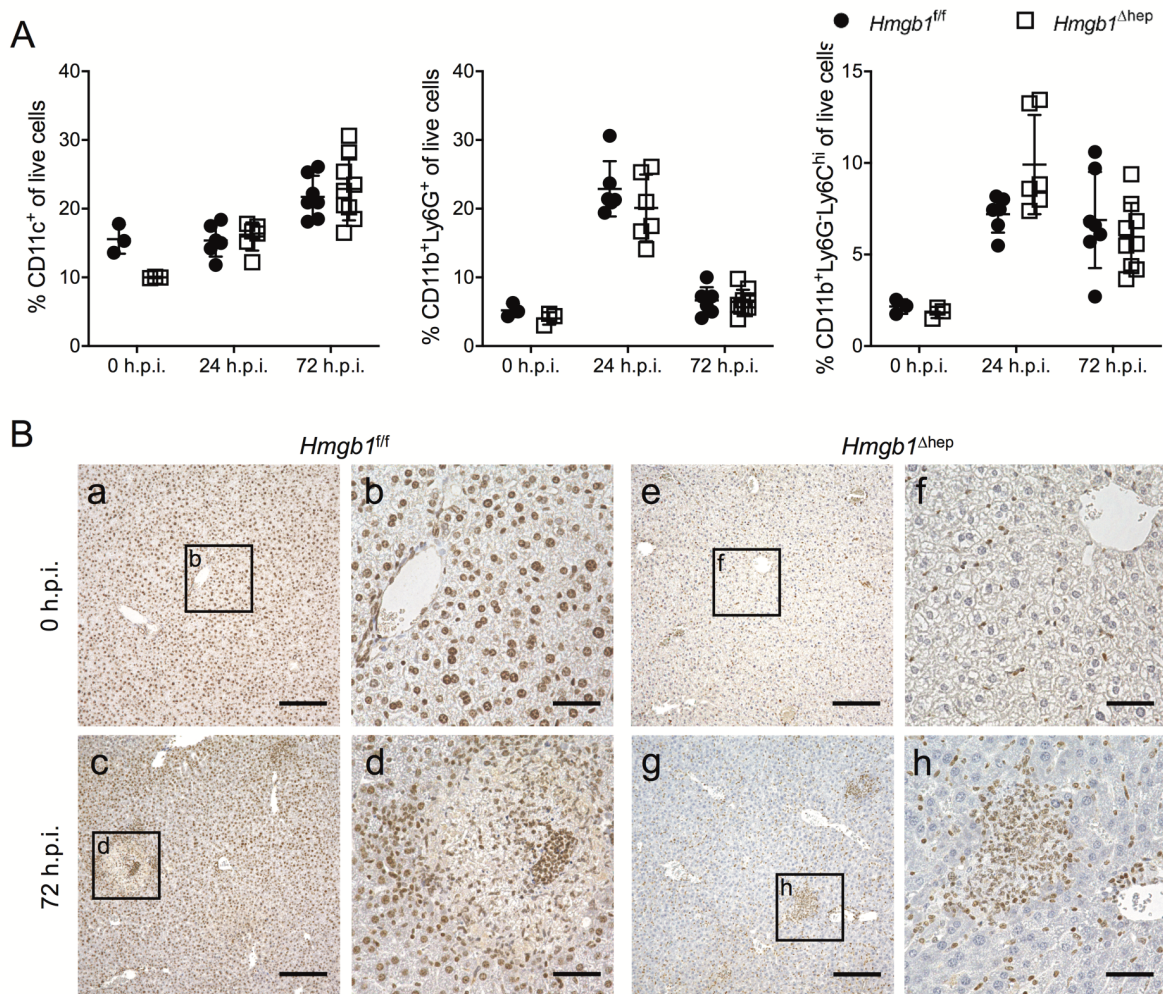 A
● Hmgb1f/f □ Hmgb1Δhep
% CD11c+ of live cells
40
30
20
10
0
0 h.p.i. 24 h.p.i. 72 h.p.i.
% CD11b+Ly6G+ of live cells
40
30
20
10
0
0 h.p.i. 24 h.p.i. 72 h.p.i.
% CD11b+Ly6G-Ly6Chi of live cells
15
10
5
0
0 h.p.i. 24 h.p.i. 72 h.p.i.
B
Hmgb1f/f Hmgb1Δhep
0 h.p.i.
a b e f
b f
72 h.p.i.
c d g h
d h